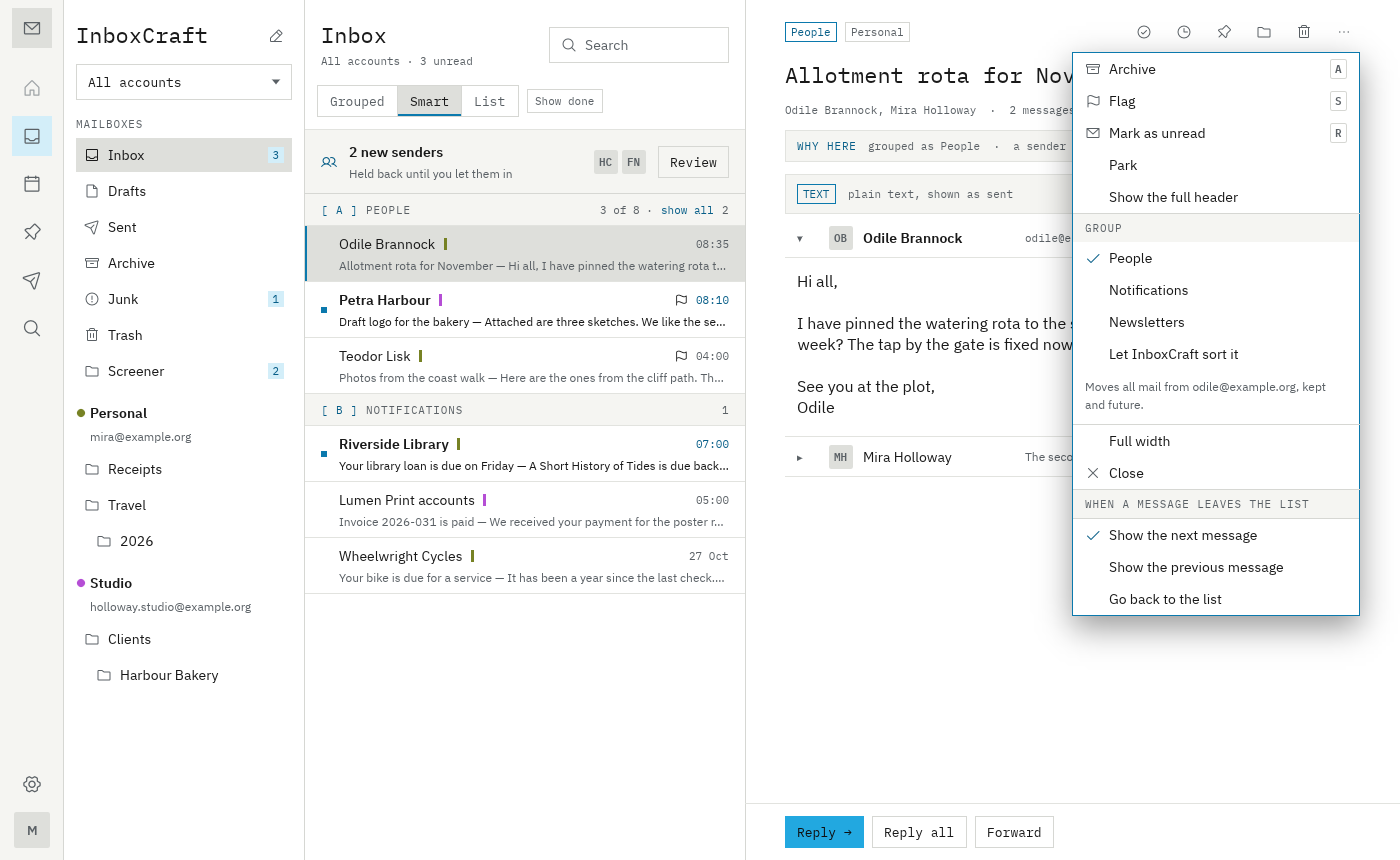 InboxCraft
All accounts
MAILBOXES
Inbox 3
Drafts
Sent
Archive
Junk 1
Trash
Screener 2
Personal
mira@example.org
Receipts
Travel
2026
Studio
holloway.studio@example.org
Clients
Harbour Bakery
M
Inbox
All accounts · 3 unread
Search
Grouped Smart List Show done
2 new senders
Held back until you let them in
HC FN Review
[ A ] PEOPLE 3 of 8 · show all 2
Odile Brannock 08:35
Allotment rota for November — Hi all, I have pinned the watering rota t…
Petra Harbour 08:10
Draft logo for the bakery — Attached are three sketches. We like the se…
Teodor Lisk 04:00
Photos from the coast walk — Here are the ones from the cliff path. Th…
[ B ] NOTIFICATIONS 1
Riverside Library 07:00
Your library loan is due on Friday — A Short History of Tides is due back…
Lumen Print accounts 05:00
Invoice 2026-031 is paid — We received your payment for the poster r…
Wheelwright Cycles 27 Oct
Your bike is due for a service — It has been a year since the last check.…
People Personal
Allotment rota for Nov
Odile Brannock, Mira Holloway · 2 messages
WHY HERE grouped as People · a sender
TEXT plain text, shown as sent
▾ OB Odile Brannock odile@e
Hi all,
I have pinned the watering rota to the
week? The tap by the gate is fixed now
See you at the plot,
Odile
▸ MH Mira Holloway The seco
Reply → Reply all Forward
Archive A
Flag S
Mark as unread R
Park
Show the full header
GROUP
People
Notifications
Newsletters
Let InboxCraft sort it
Moves all mail from odile@example.org, kept
and future.
Full width
Close
WHEN A MESSAGE LEAVES THE LIST
Show the next message
Show the previous message
Go back to the list